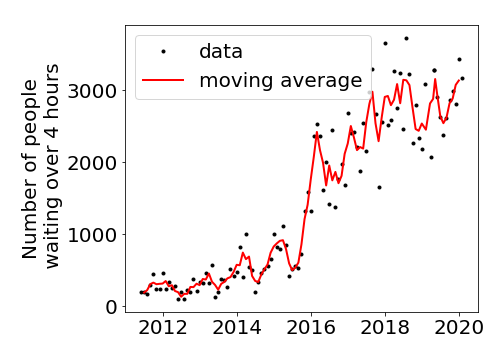 data
moving average
Number of people
waiting over 4 hours
3000
2000
1000
0
2012 2014 2016 2018 2020